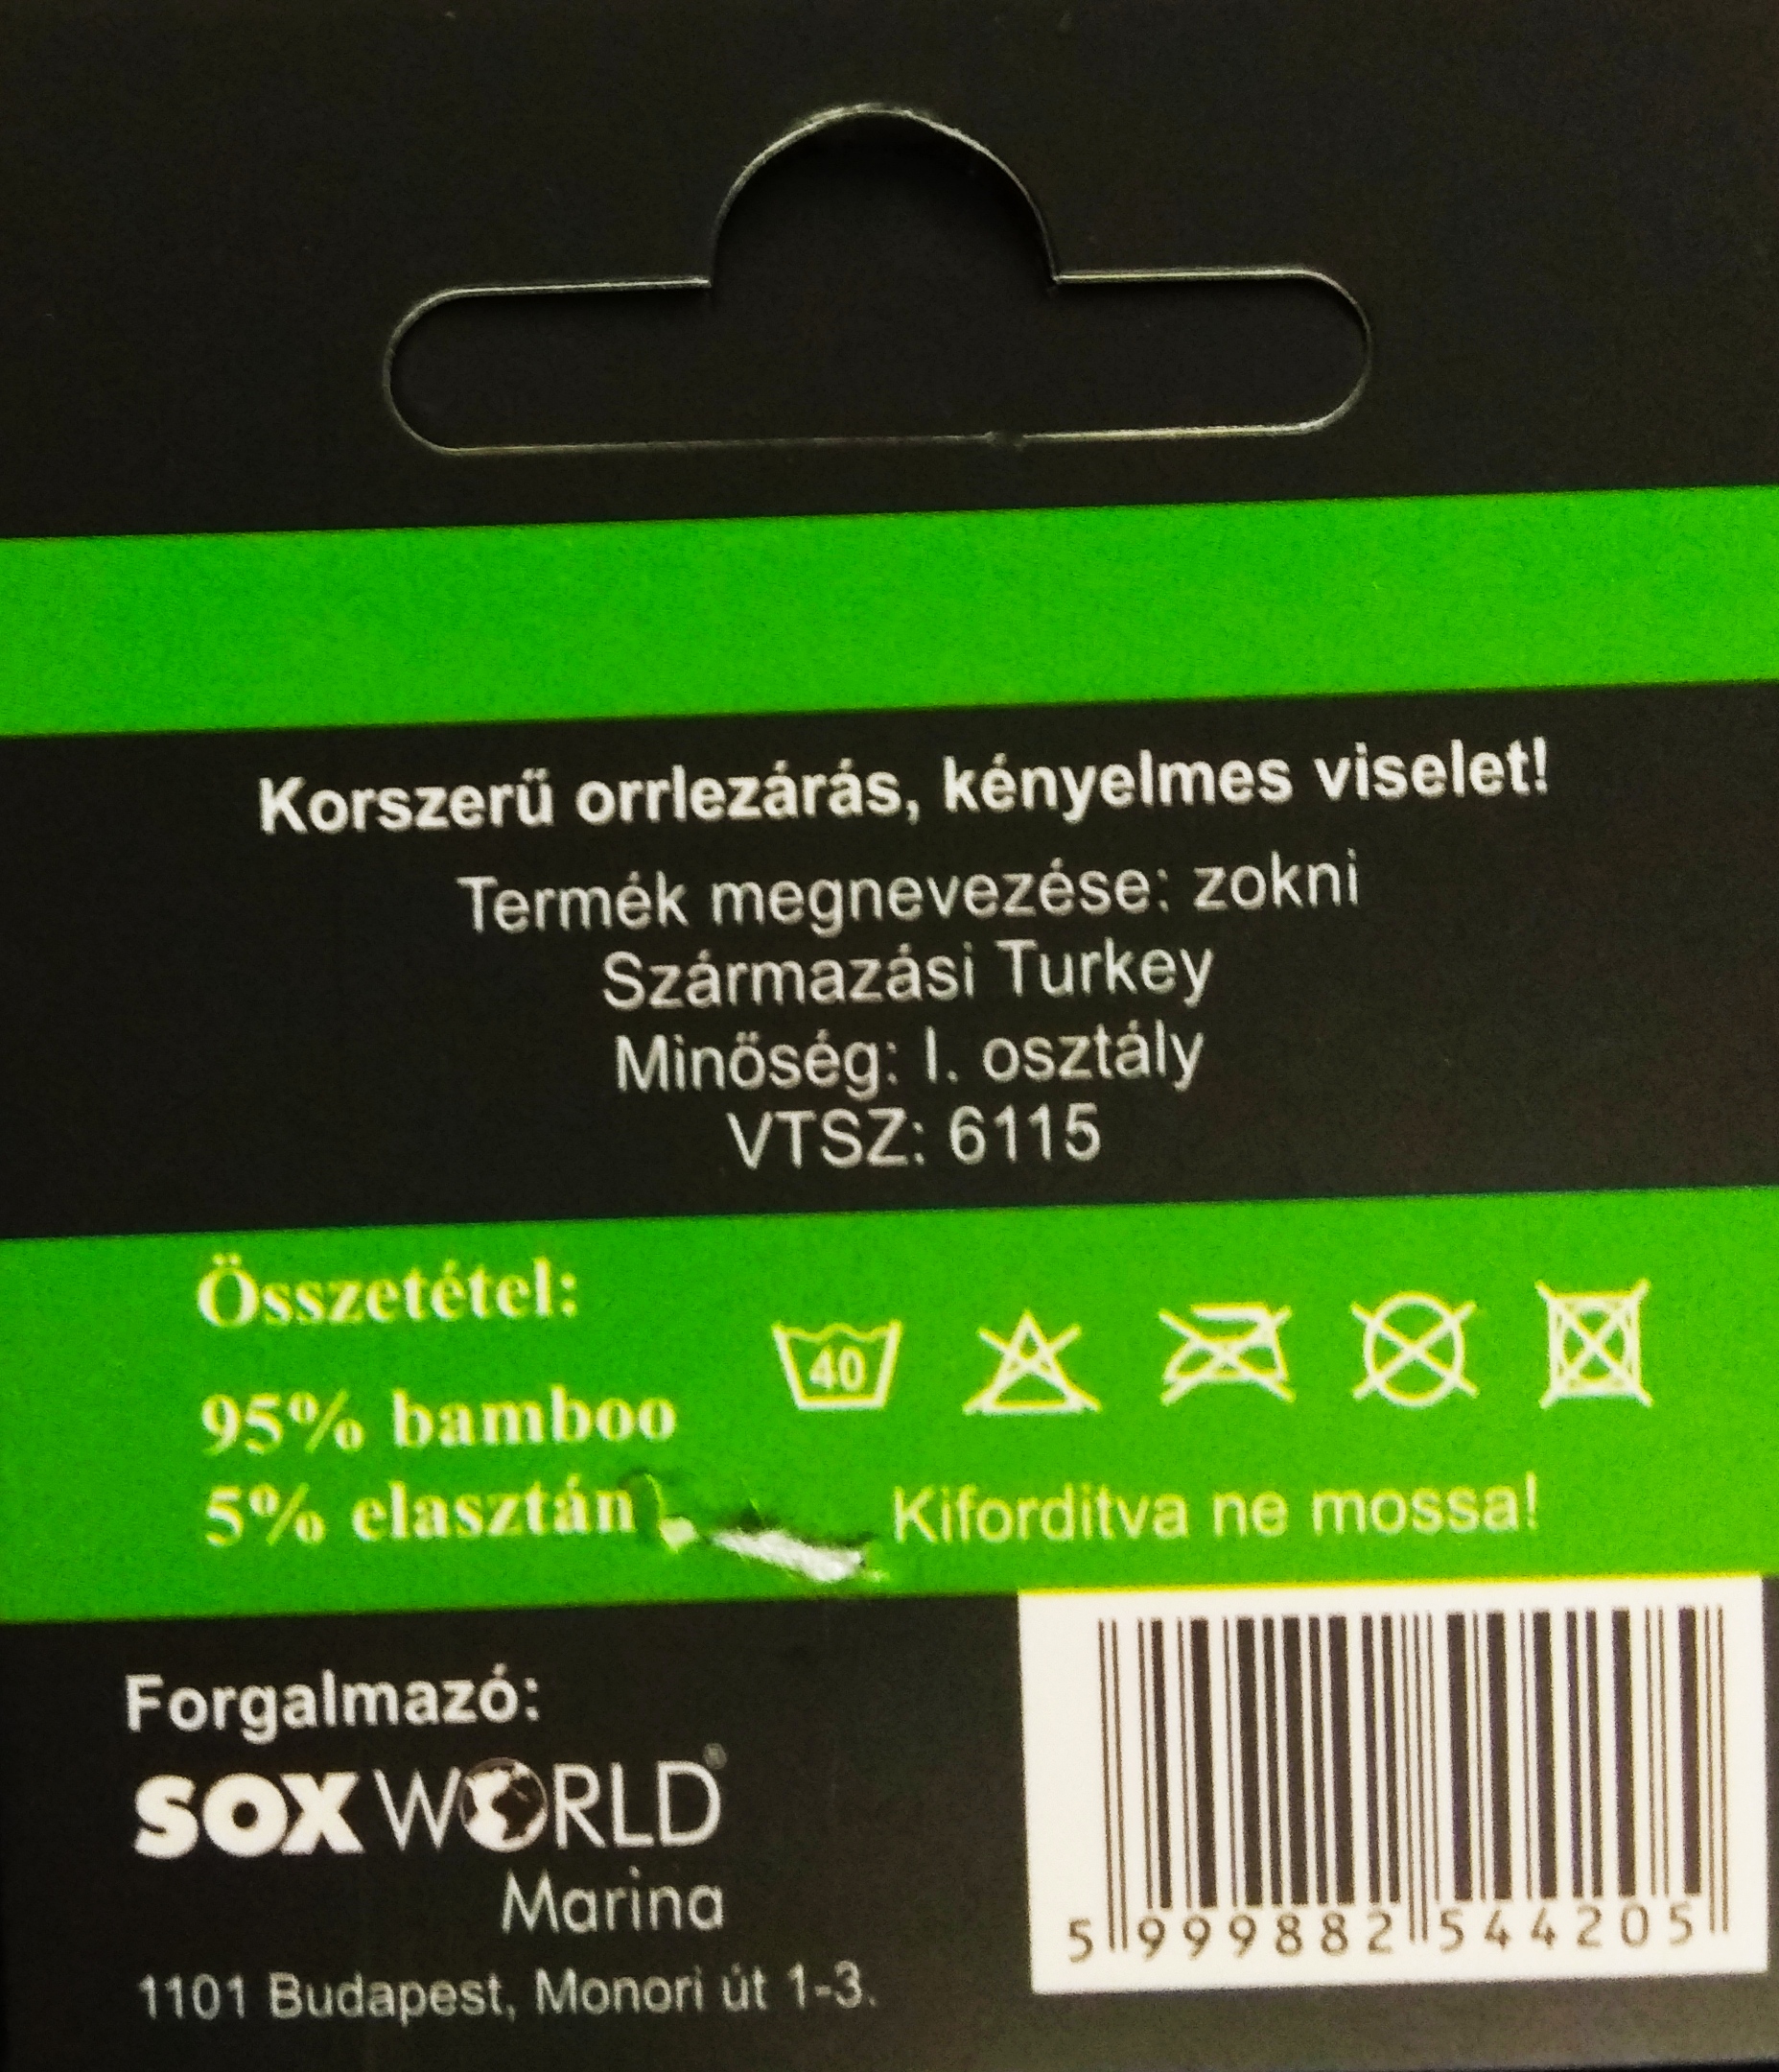 Korszerű orrlezárás, kényelmes viselet!
Termék megnevezése: zokni
Származási Turkey
Minőség: I. osztály
VTSZ: 6115
Összetétel:
95% bamboo
5% elasztán
40
Kiforditva ne mossa!
Forgalmazó:
SOX WORLD®
Marina
1101 Budapest, Monori út 1-3.
5 999882 544205